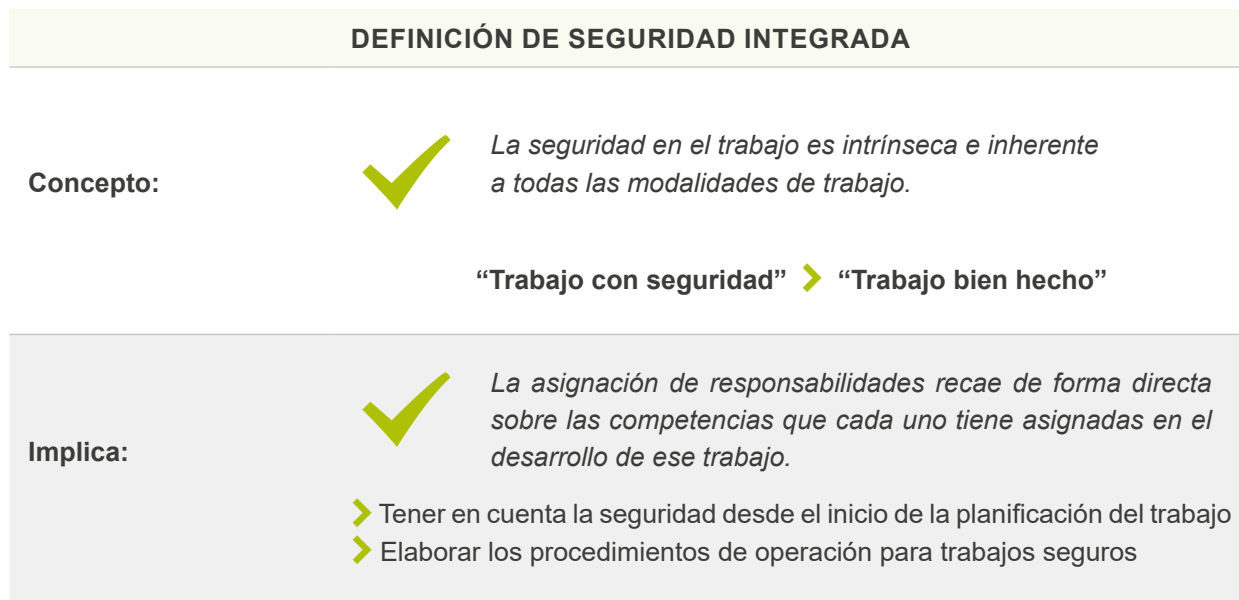 DEFINICIÓN DE SEGURIDAD INTEGRADA
Concepto:
La seguridad en el trabajo es intrínseca e inherente
a todas las modalidades de trabajo.
“Trabajo con seguridad” “Trabajo bien hecho”
Implica:
La asignación de responsabilidades recae de forma directa
sobre las competencias que cada uno tiene asignadas en el
desarrollo de ese trabajo.
Tener en cuenta la seguridad desde el inicio de la planificación del trabajo
Elaborar los procedimientos de operación para trabajos seguros